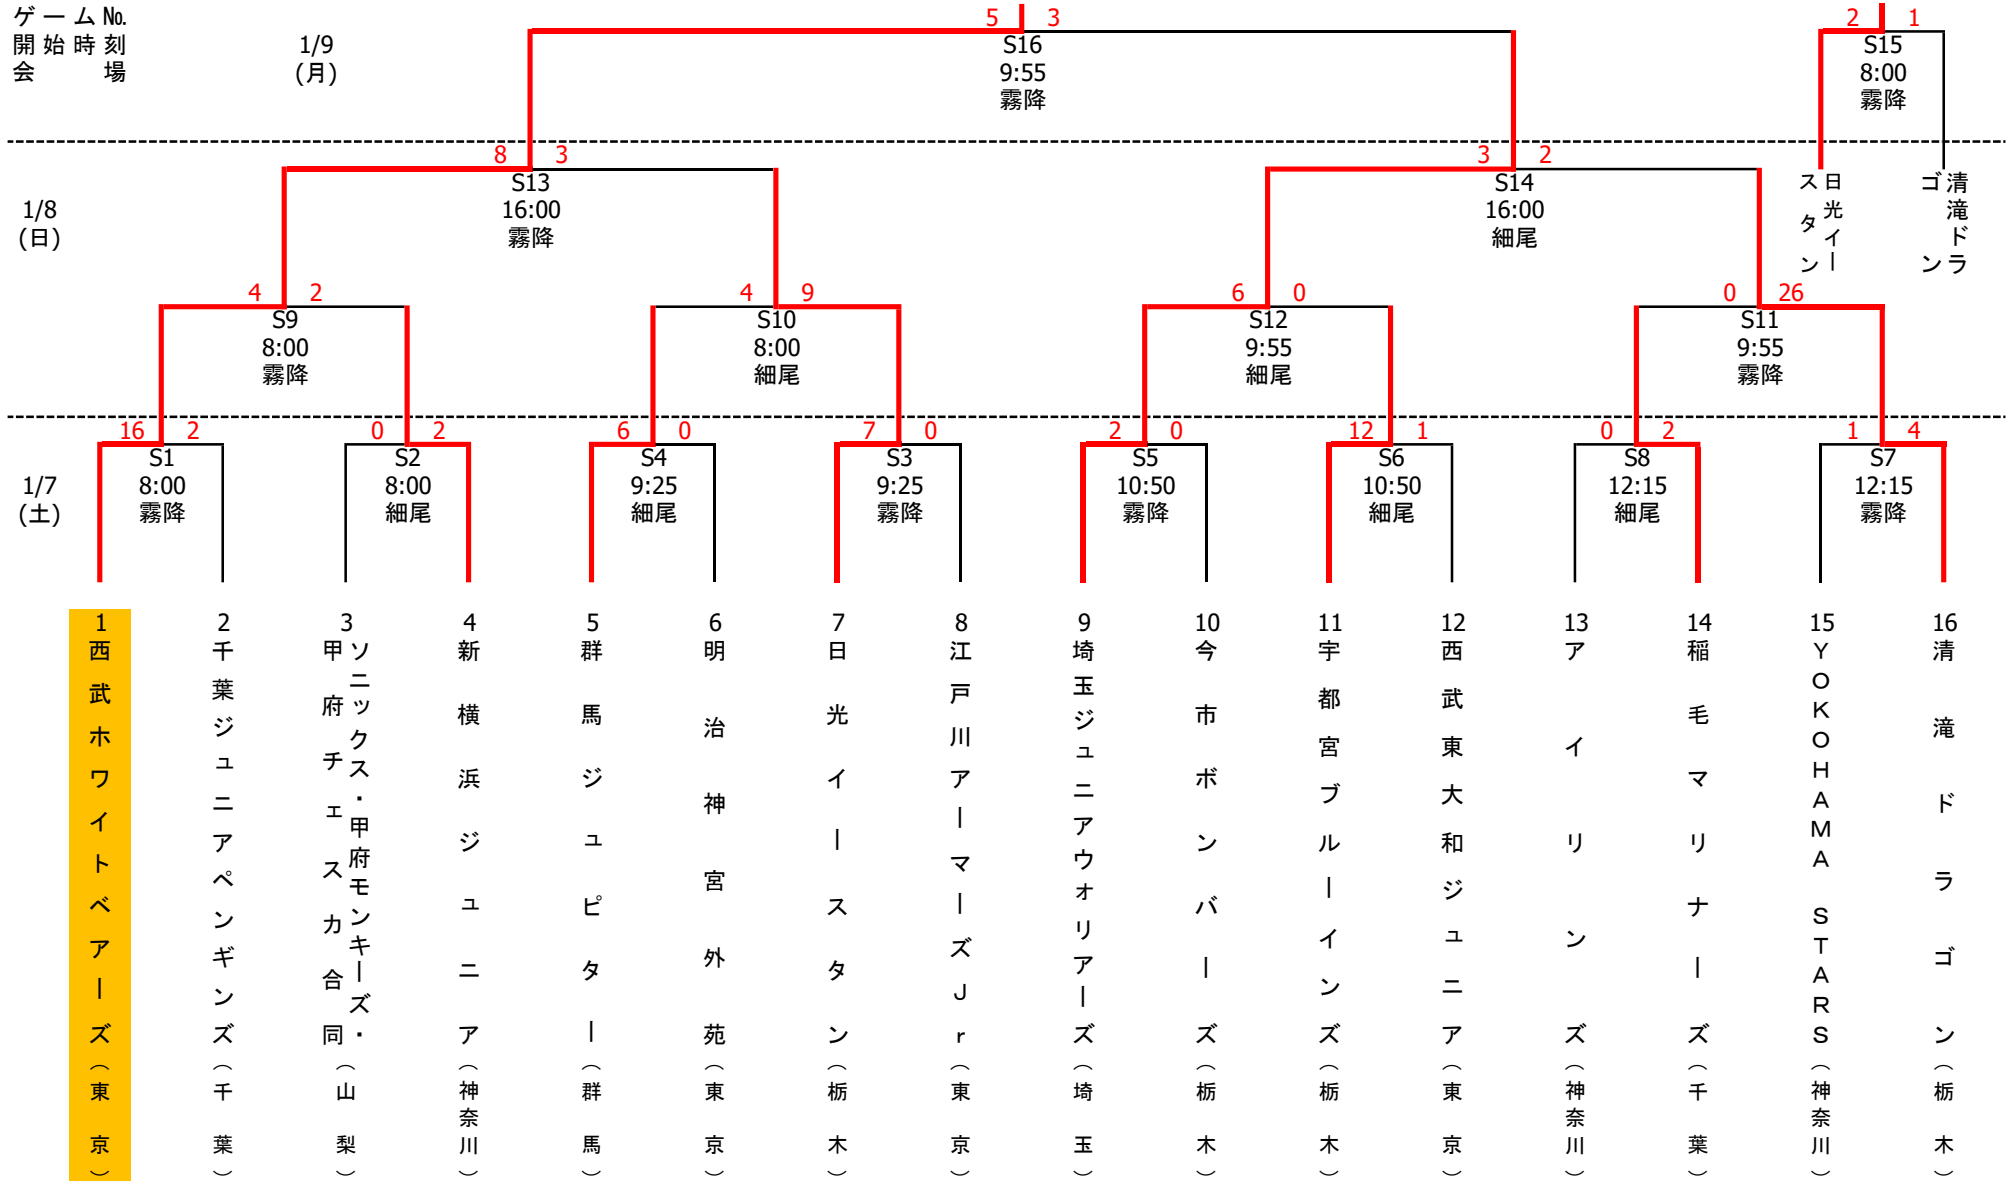 ゲームNo.
開始時刻
会場
1/9
(月)
5 3
S16
9:55
霧降
2 1
S15
8:00
霧降
日光イースタン
清滝ドラゴン
1/8
(日)
8 3
S13
16:00
霧降
3 2
S14
16:00
細尾
4 2
S9
8:00
霧降
4 9
S10
8:00
細尾
6 0
S12
9:55
細尾
0 26
S11
9:55
霧降
1/7
(土)
16 2
S1
8:00
霧降
0 2
S2
8:00
細尾
6 0
S4
9:25
細尾
7 0
S3
9:25
霧降
2 0
S5
10:50
霧降
12 1
S6
10:50
細尾
0 2
S8
12:15
細尾
1 4
S7
12:15
霧降
1
西武ホワイトベアーズ(東京)
2
千葉ジュニアペンギンズ(千葉)
3
ソニックス・甲府モンキーズ・
甲府チェスカ合同(山梨)
4
新横浜ジュニア(神奈川)
5
群馬ジュピター(群馬)
6
明治神宮外苑(東京)
7
日光イースタン(栃木)
8
江戸川アーマーズJr(東京)
9
埼玉ジュニアウォリアーズ(埼玉)
10
今市ボンバーズ(栃木)
11
宇都宮ブルーインズ(栃木)
12
西武東大和ジュニア(東京)
13
アイリンズ(神奈川)
14
稲毛マリナーズ(千葉)
15
YOKOHAMA STARS(神奈川)
16
清滝ドラゴン(栃木)